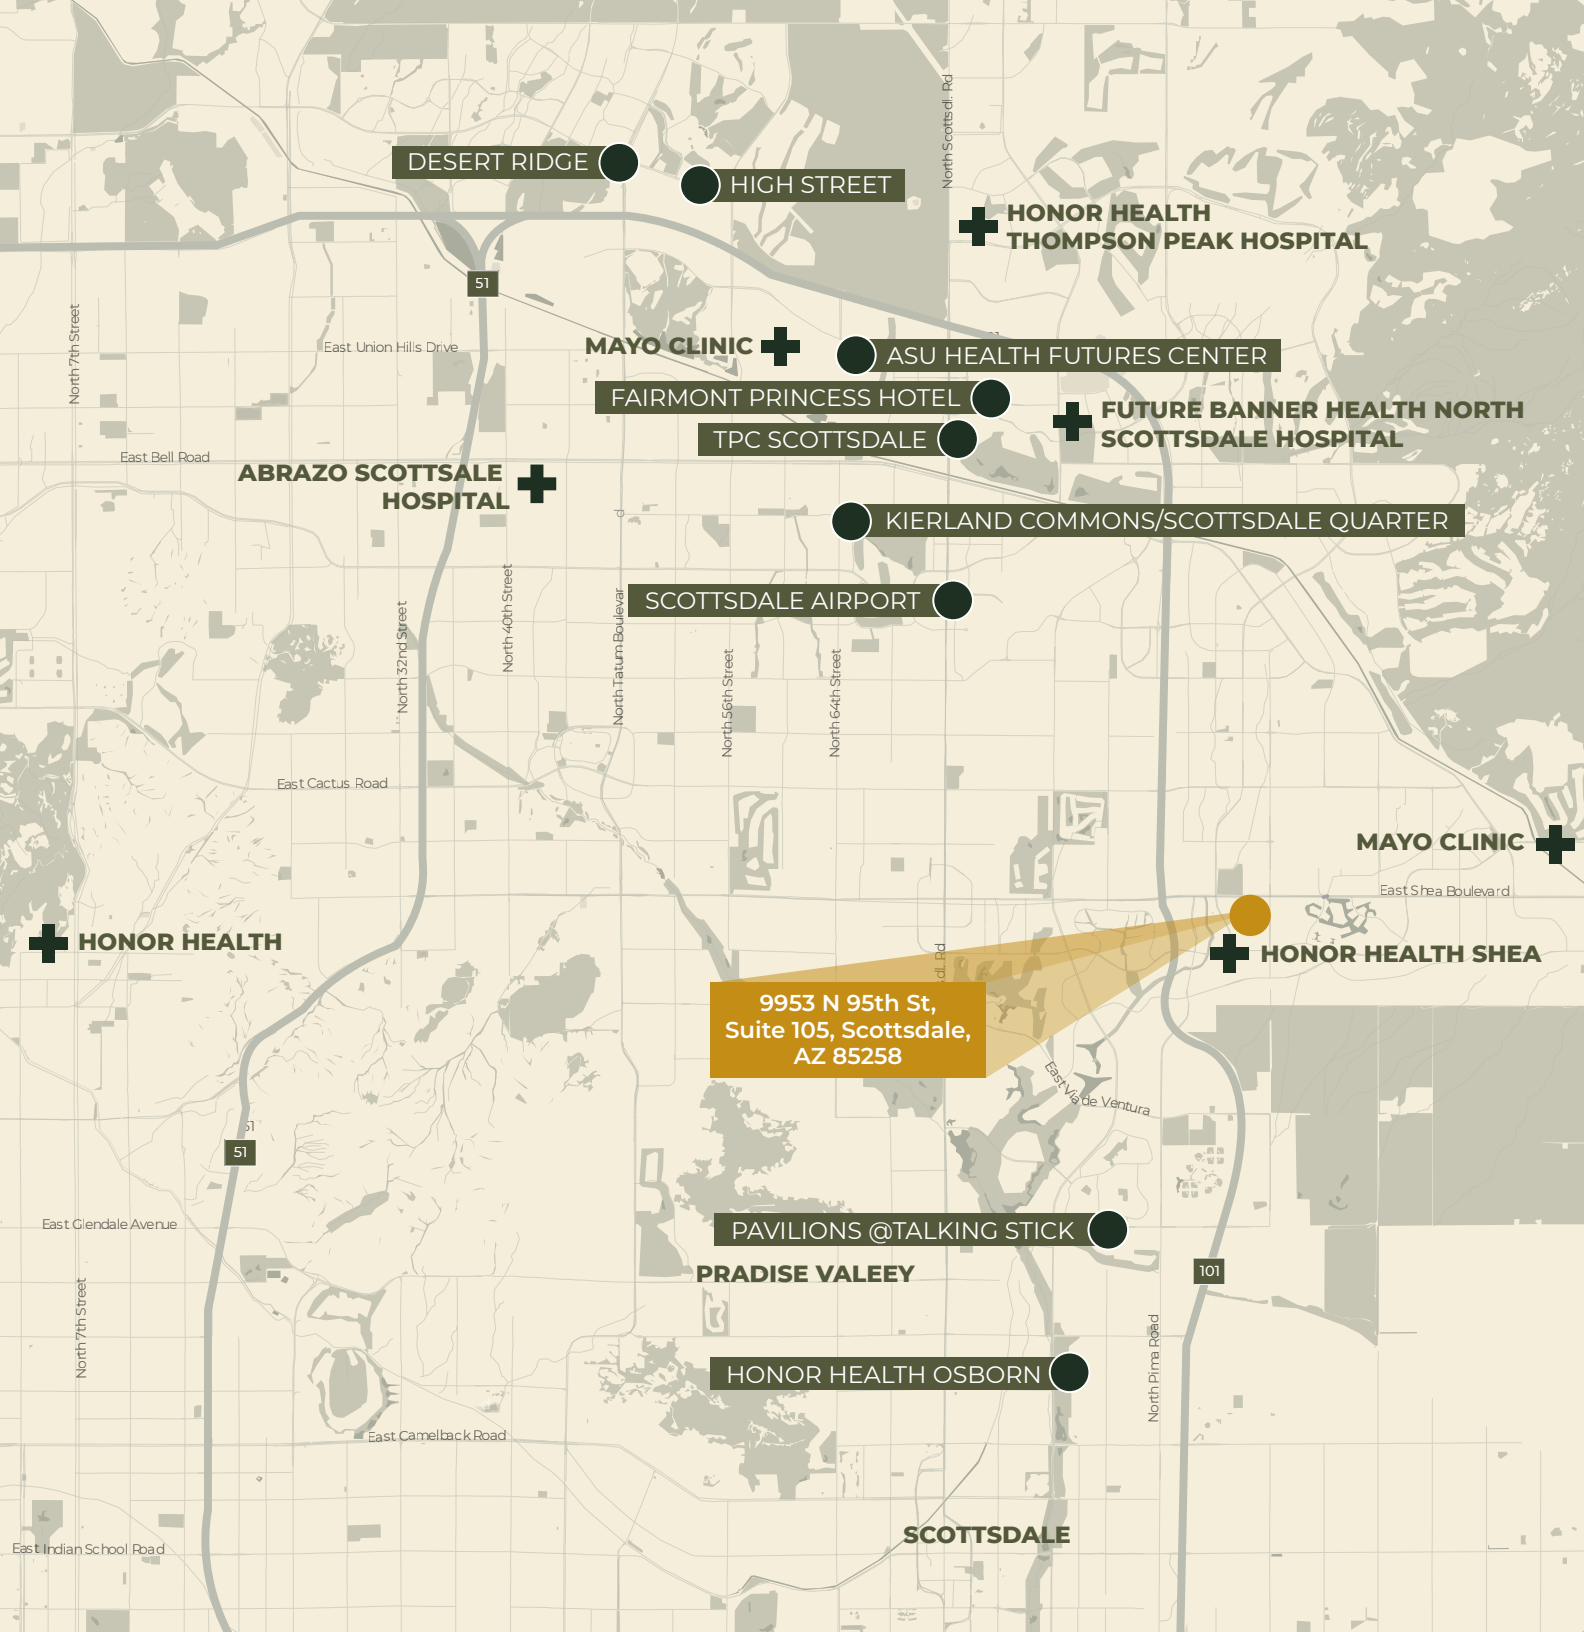 North Scottsdl. Rd
DESERT RIDGE
HIGH STREET
HONOR HEALTH
THOMPSON PEAK HOSPITAL
51
North 7th Street
East Union Hills Drive
MAYO CLINIC
ASU HEALTH FUTURES CENTER
FAIRMONT PRINCESS HOTEL
FUTURE BANNER HEALTH NORTH
SCOTTSDALE HOSPITAL
TPC SCOTTSDALE
East Bell Road
ABRAZO SCOTTSALE
HOSPITAL
d
KIERLAND COMMONS/SCOTTSDALE QUARTER
SCOTTSDALE AIRPORT
North 32nd Street
North 40th Street
North Tatum Boulevar
North 56th Street
North 64th Street
East Cactus Road
MAYO CLINIC
East Shea Boulevard
HONOR HEALTH
HONOR HEALTH SHEA
dl. Rd
9953 N 95th St,
Suite 105, Scottsdale,
AZ 85258
East Via de Ventura
51
51
East Glendale Avenue
PAVILIONS @TALKING STICK
PRADISE VALEEY
101
North 7th Street
North Pima Road
HONOR HEALTH OSBORN
East Camelback Road
SCOTTSDALE
East Indian School Road